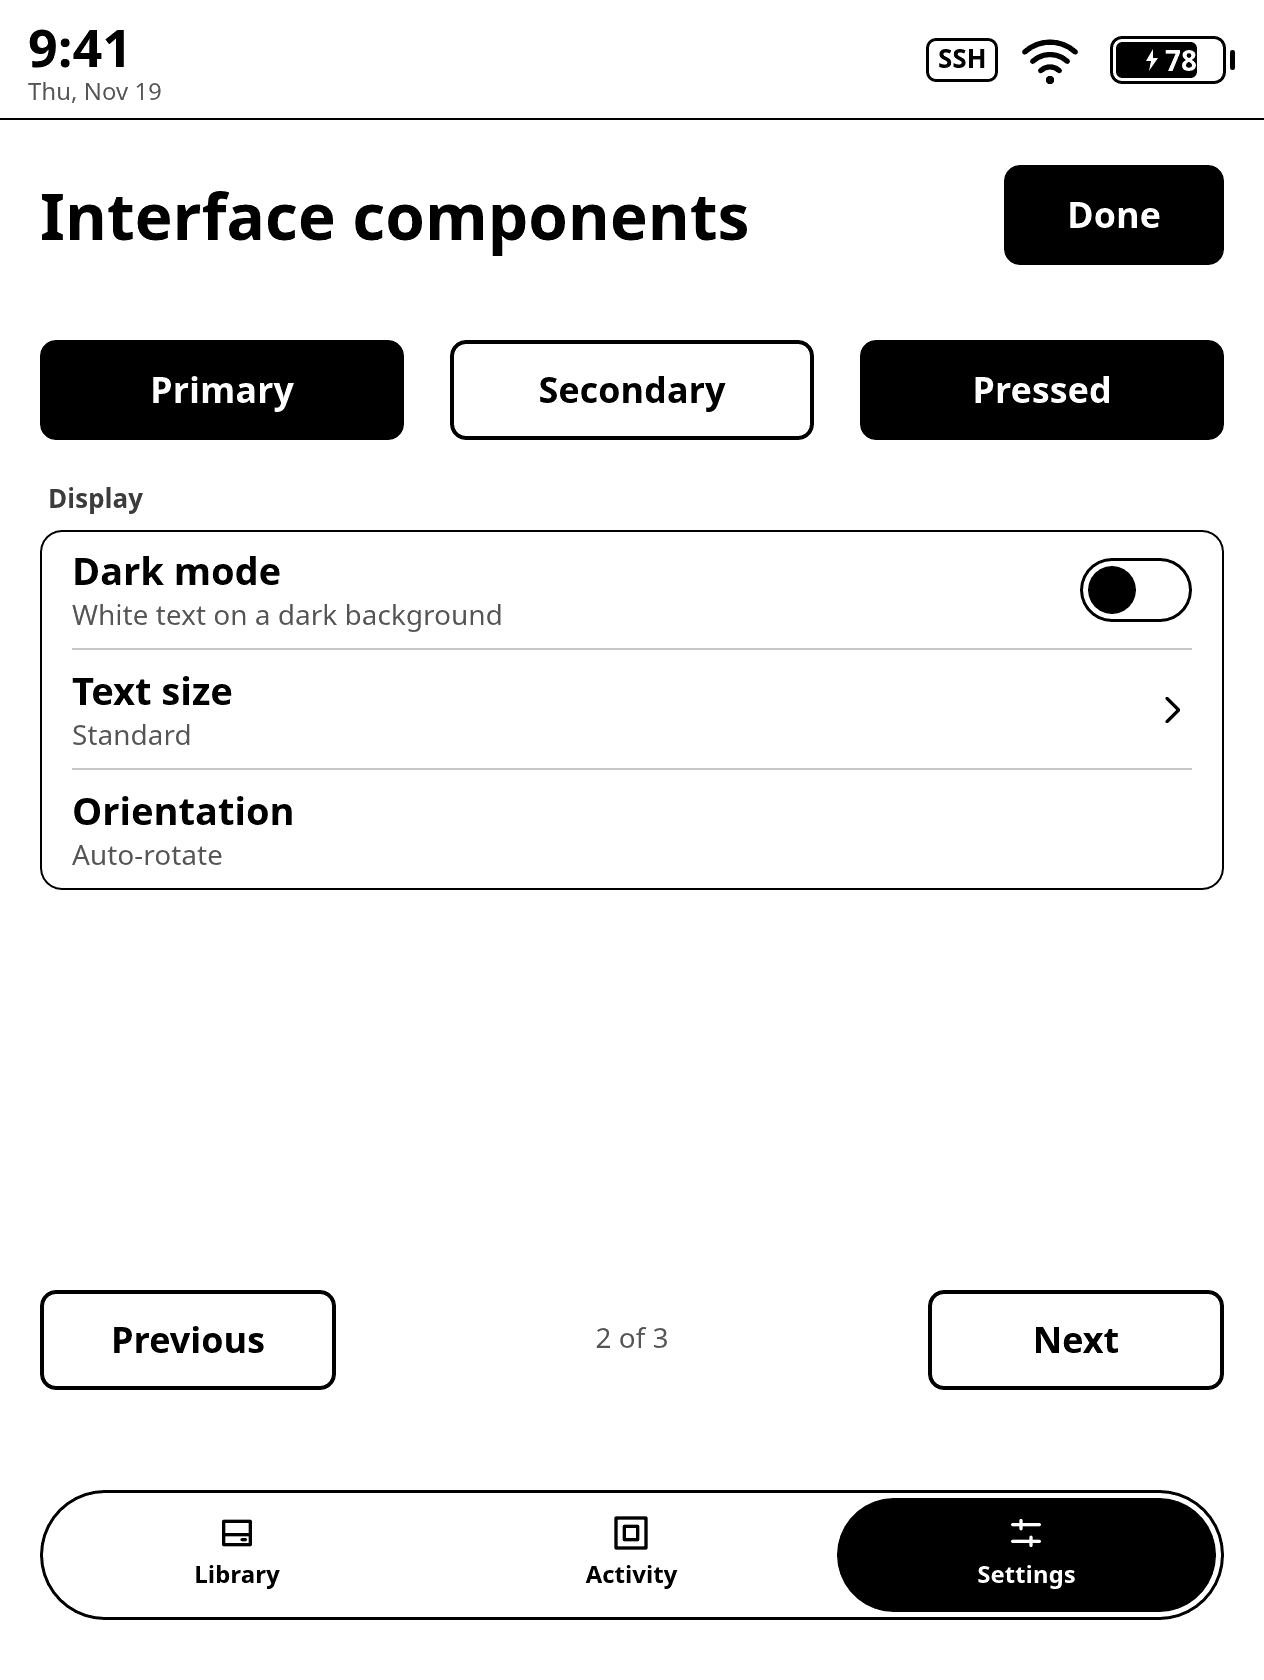 9:41
Thu, Nov 19
SSH
78
Interface components
Done
Primary
Secondary
Pressed
Display
Dark mode
White text on a dark background
Text size
Standard
Orientation
Auto-rotate
Previous
2 of 3
Next
Library
Activity
Settings